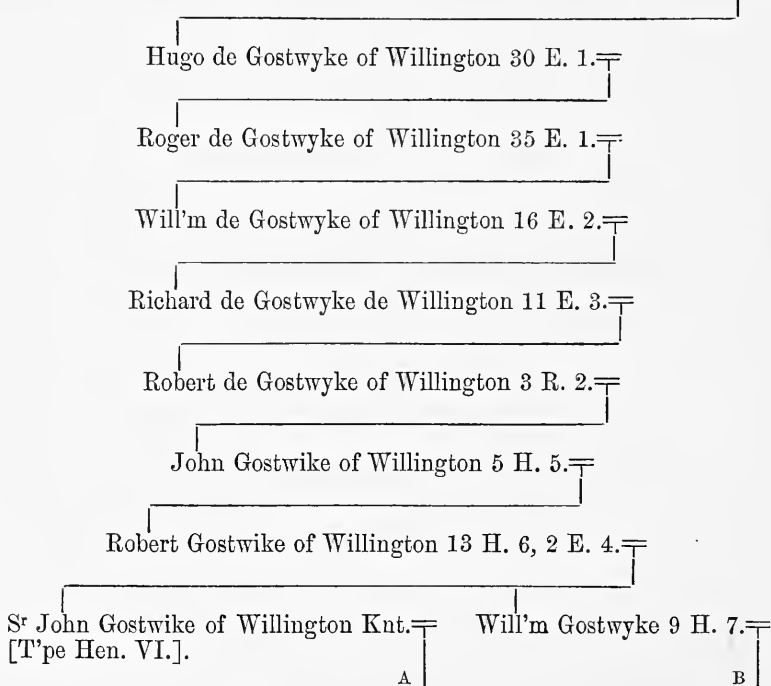 Hugo de Gostwyke of Willington 30 E. 1.
Roger de Gostwyke of Willington 35 E. 1.
Will'm de Gostwyke of Willington 16 E. 2.
Richard de Gostwyke de Willington 11 E. 3.
Robert de Gostwyke of Willington 3 R. 2.
John Gostwike of Willington 5 H. 5.
Robert Gostwike of Willington 13 H. 6, 2 E. 4.
Sʳ John Gostwike of Willington Knt. Will'm Gostwyke 9 H. 7.
[T'pe Hen. VI.].
A B